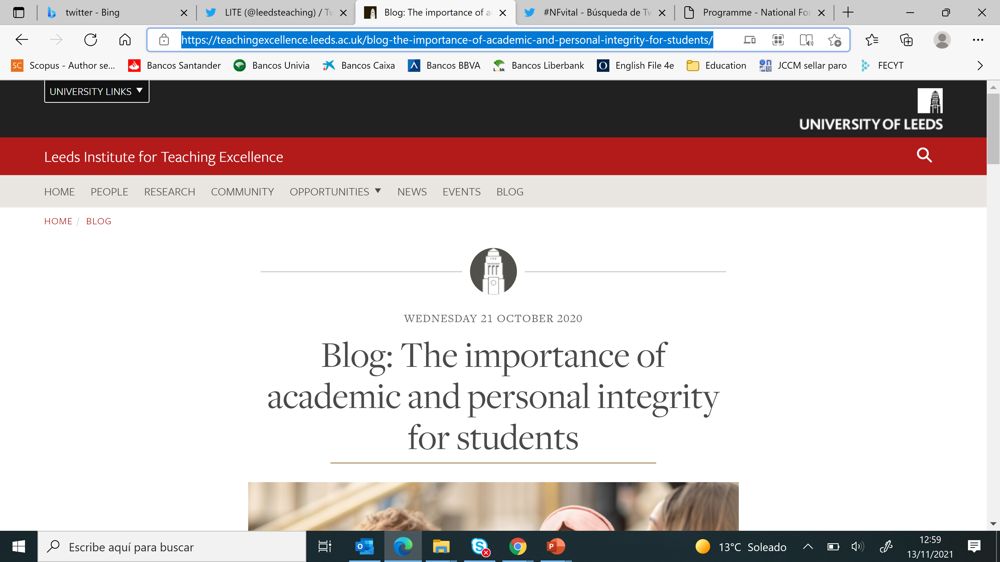 twitter - Bing
LITE (@leedsteaching) / Tw
Blog: The importance of a
#NFvital - Búsqueda de Tw
Programme - National For
https://teachingexcellence.leeds.ac.uk/blog-the-importance-of-academic-and-personal-integrity-for-students/
SC Scopus - Author se...
Bancos Santander
Bancos Univia
Bancos Caixa
Bancos BBVA
L_bk Bancos Liberbank
O English File 4e
Education
JCCM sellar paro
FECYT
UNIVERSITY LINKS
UNIVERSITY OF LEEDS
Leeds Institute for Teaching Excellence
HOME PEOPLE RESEARCH COMMUNITY OPPORTUNITIES NEWS EVENTS BLOG
HOME / BLOG
WEDNESDAY 21 OCTOBER 2020
Blog: The importance of
academic and personal integrity
for students
Escribe aquí para buscar
13°C Soleado
12:59
13/11/2021